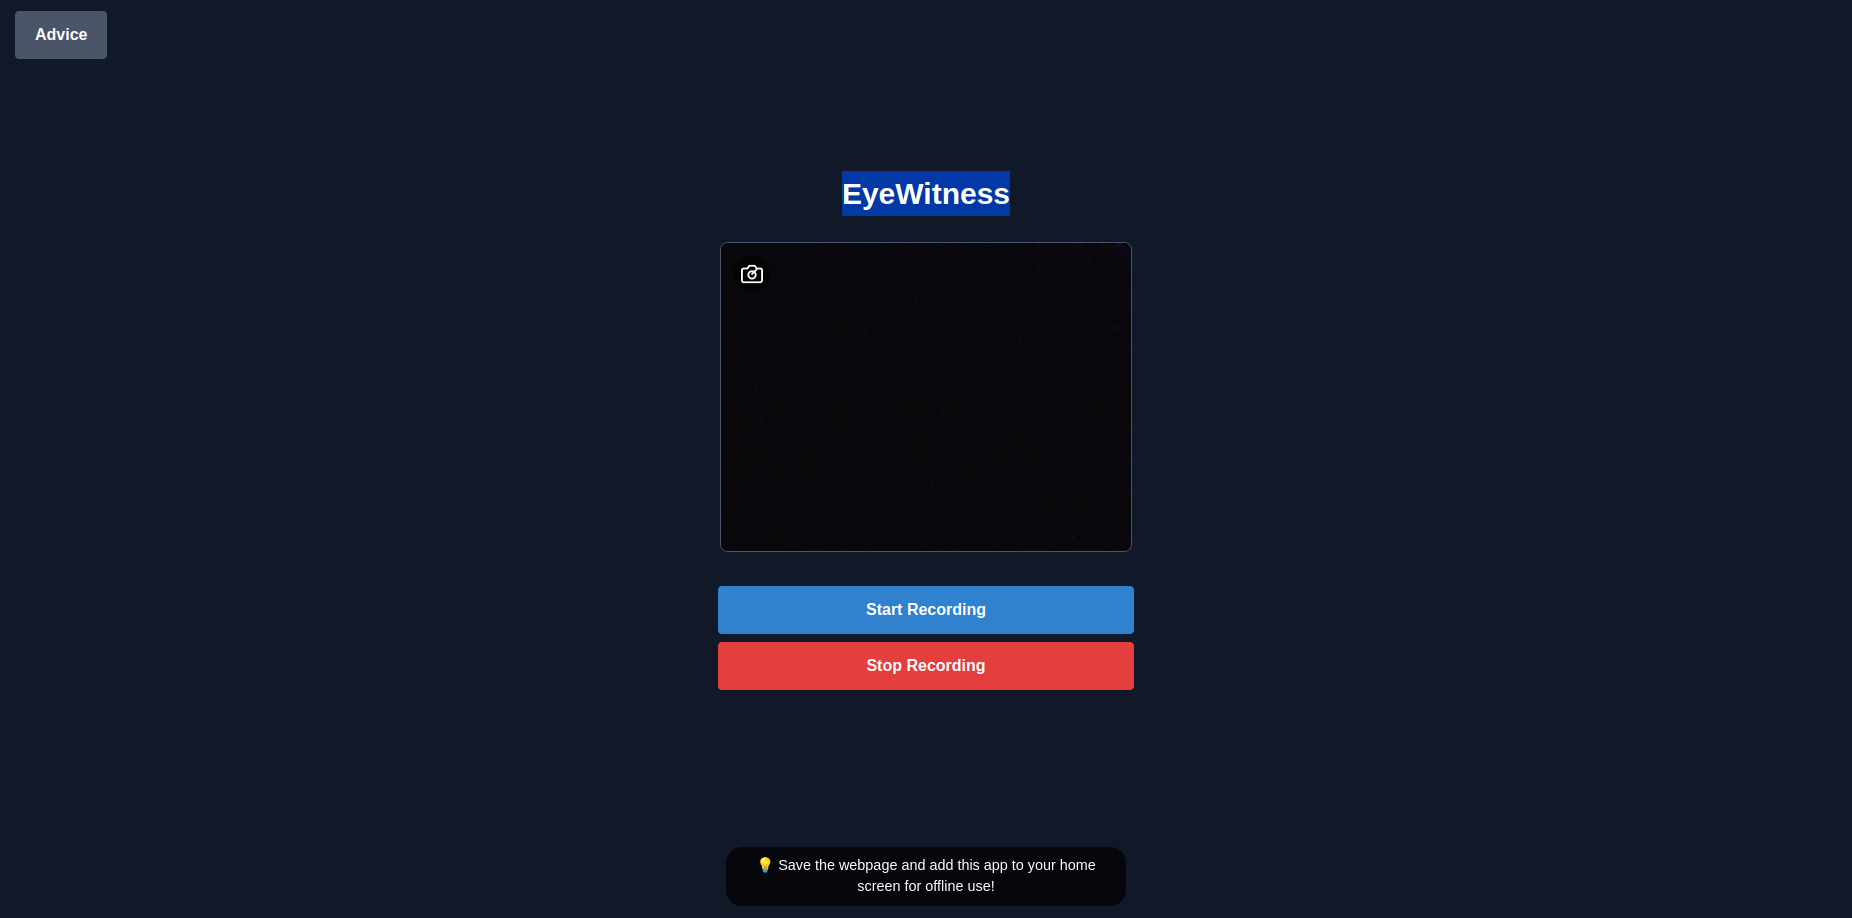 Advice
EyeWitness
Start Recording
Stop Recording
💡 Save the webpage and add this app to your home
screen for offline use!